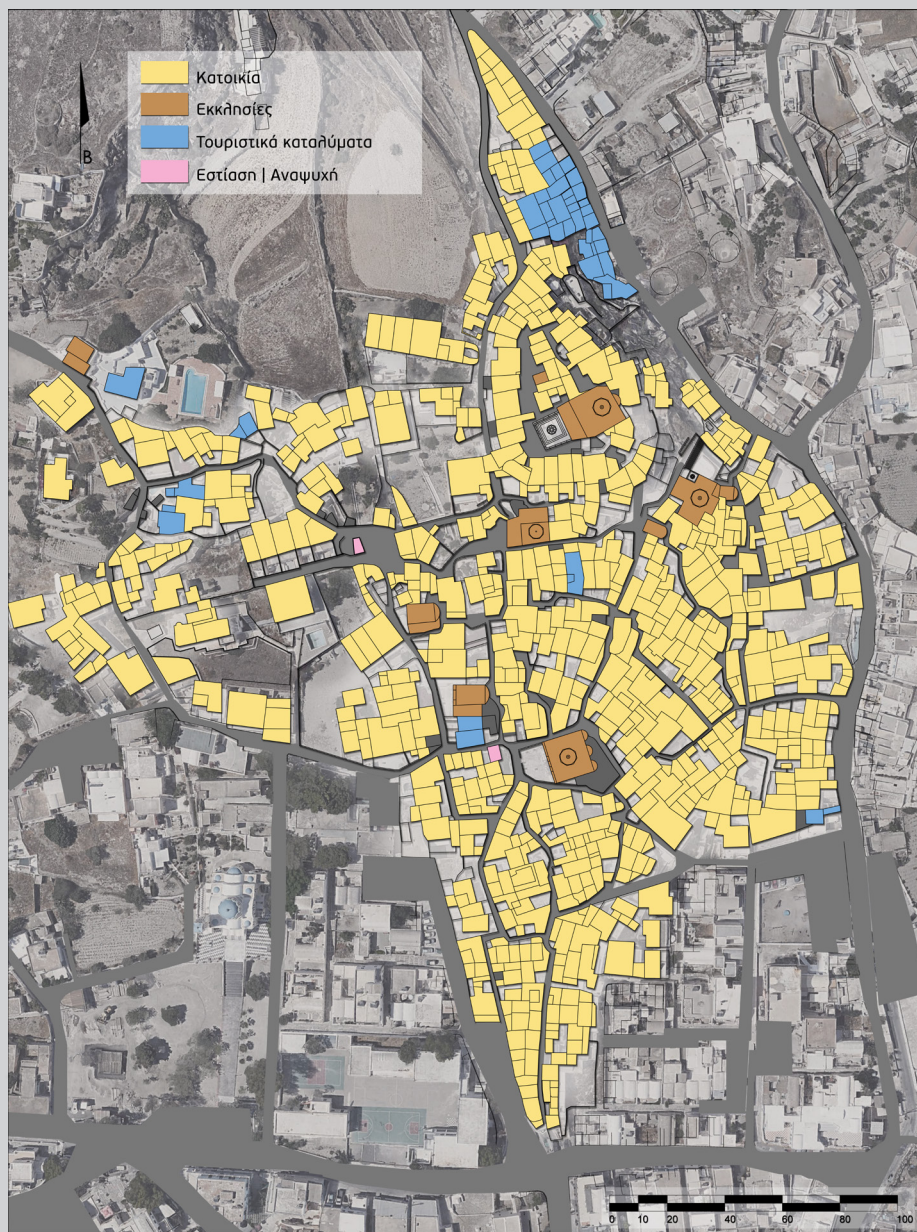 Κατοικία
Εκκλησίες
Τουριστικά καταλύματα
Εστίαση | Αναψυχή
Β
0 10 20 40 60 80 100